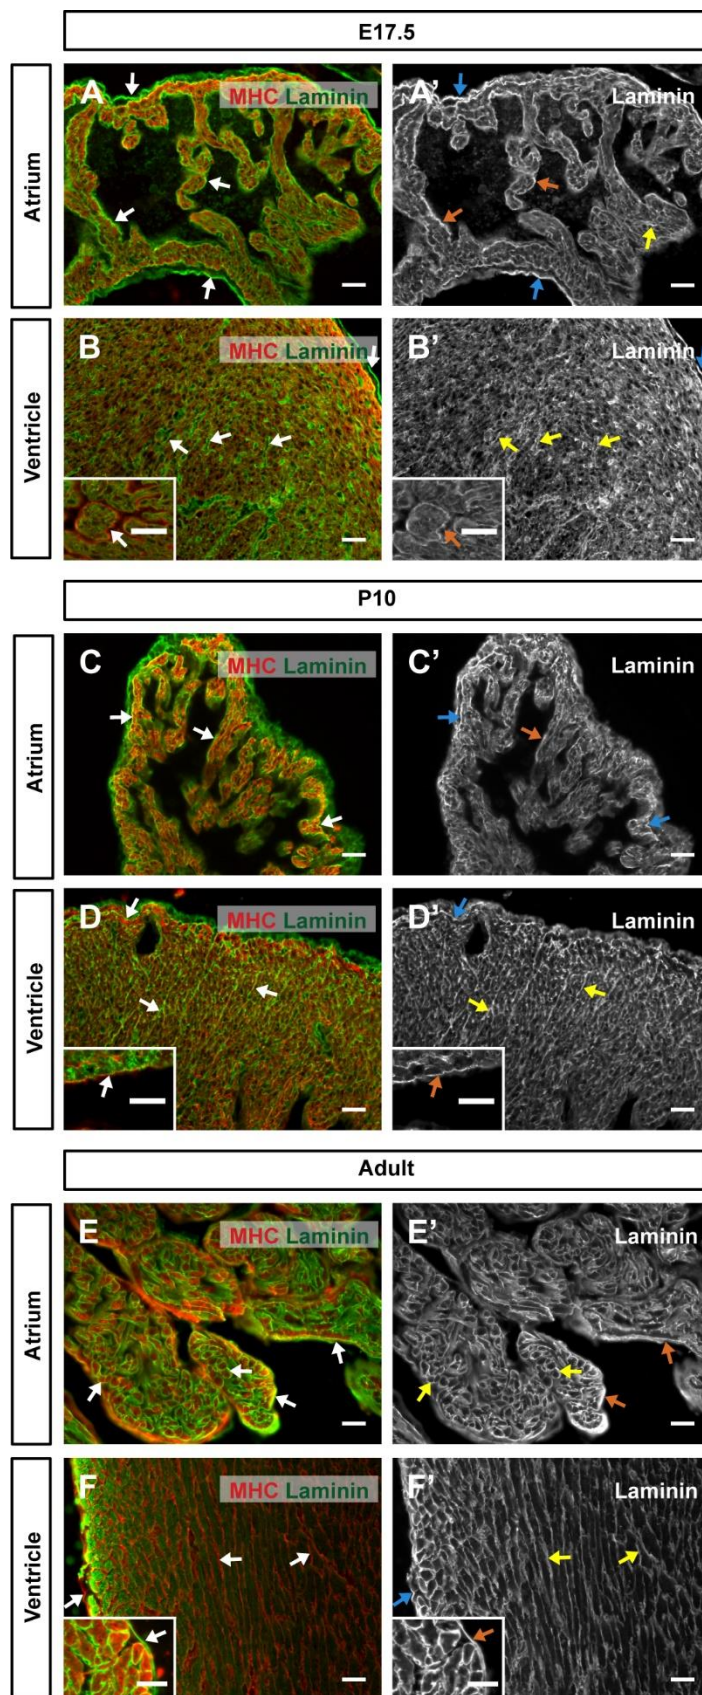 E17.5
Atrium
A
MHC Laminin
A'
Laminin
Ventricle
B
MHC Laminin
B'
Laminin
P10
Atrium
C
MHC Laminin
C'
Laminin
Ventricle
D
MHC Laminin
D'
Laminin
Adult
Atrium
E
MHC Laminin
E'
Laminin
Ventricle
F
MHC Laminin
F'
Laminin